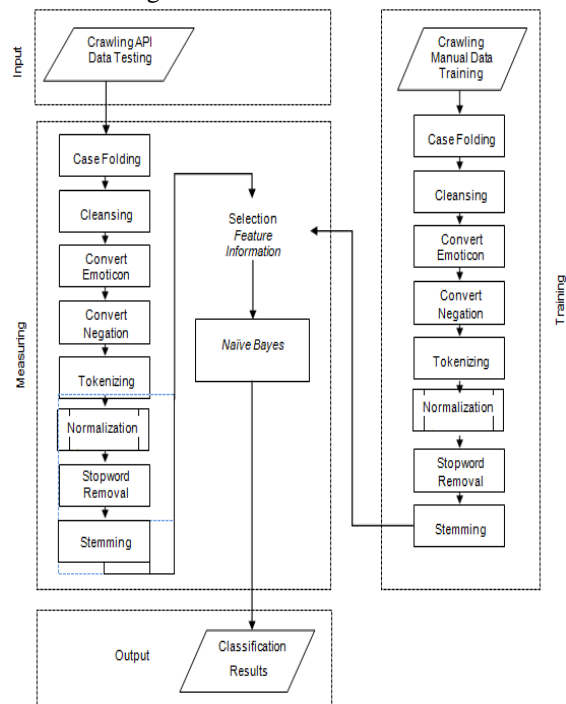 Input
Crawling API
Data Testing
Measuring
Case Folding
Cleansing
Convert
Emoticon
Convert
Negation
Tokenizing
Normalization
Stopword
Removal
Stemming
Selection
Feature
Information
Naïve Bayes
Output
Classification
Results
Crawling
Manual Data
Training
Case Folding
Cleansing
Convert
Emoticon
Convert
Negation
Tokenizing
Normalization
Stopword
Removal
Stemming
Training